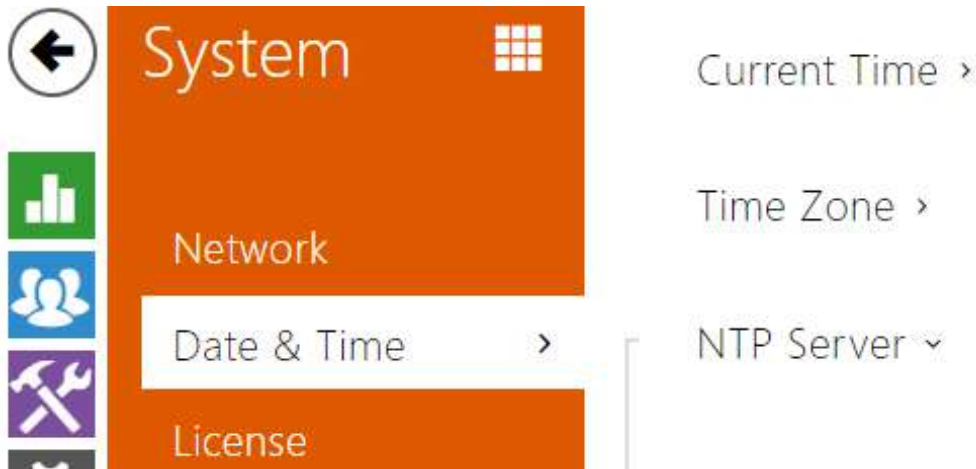 System
Network
Date & Time
License
Current Time
Time Zone
NTP Server